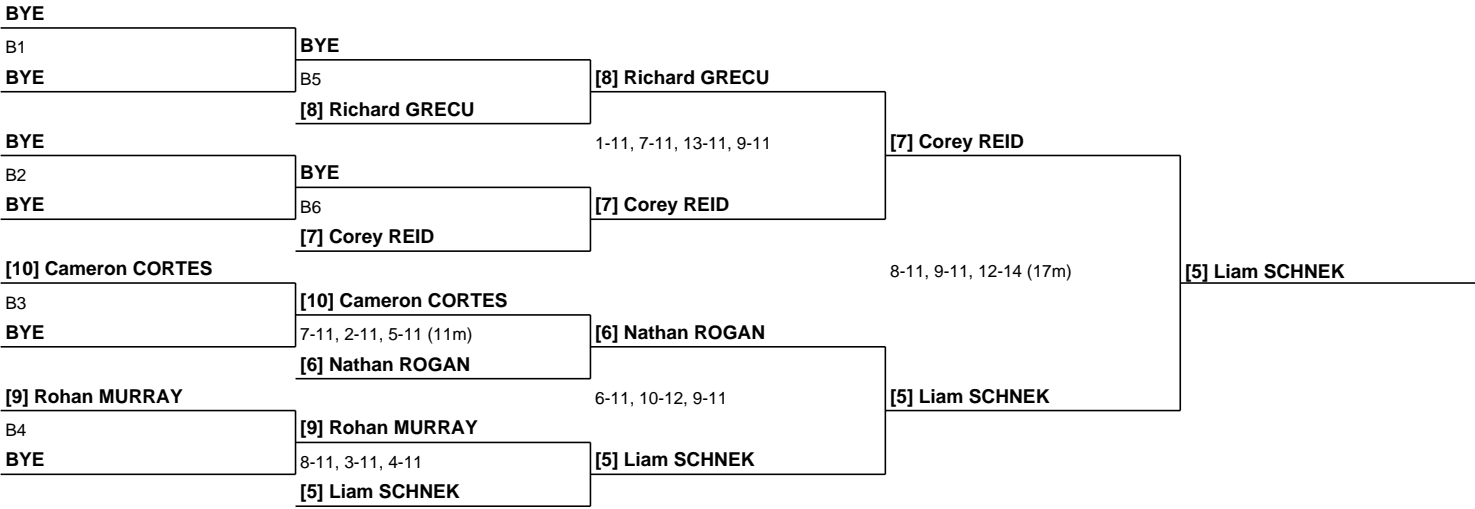 BYE
B1
BYE
BYE
B5
[8] Richard GRECU
[8] Richard GRECU
BYE
1-11, 7-11, 13-11, 9-11
[7] Corey REID
B2
BYE
BYE
B6
[7] Corey REID
[7] Corey REID
[10] Cameron CORTES
8-11, 9-11, 12-14 (17m)
[5] Liam SCHNEK
B3
[10] Cameron CORTES
BYE
7-11, 2-11, 5-11 (11m)
[6] Nathan ROGAN
[6] Nathan ROGAN
[9] Rohan MURRAY
6-11, 10-12, 9-11
[5] Liam SCHNEK
B4
[9] Rohan MURRAY
BYE
8-11, 3-11, 4-11
[5] Liam SCHNEK
[5] Liam SCHNEK